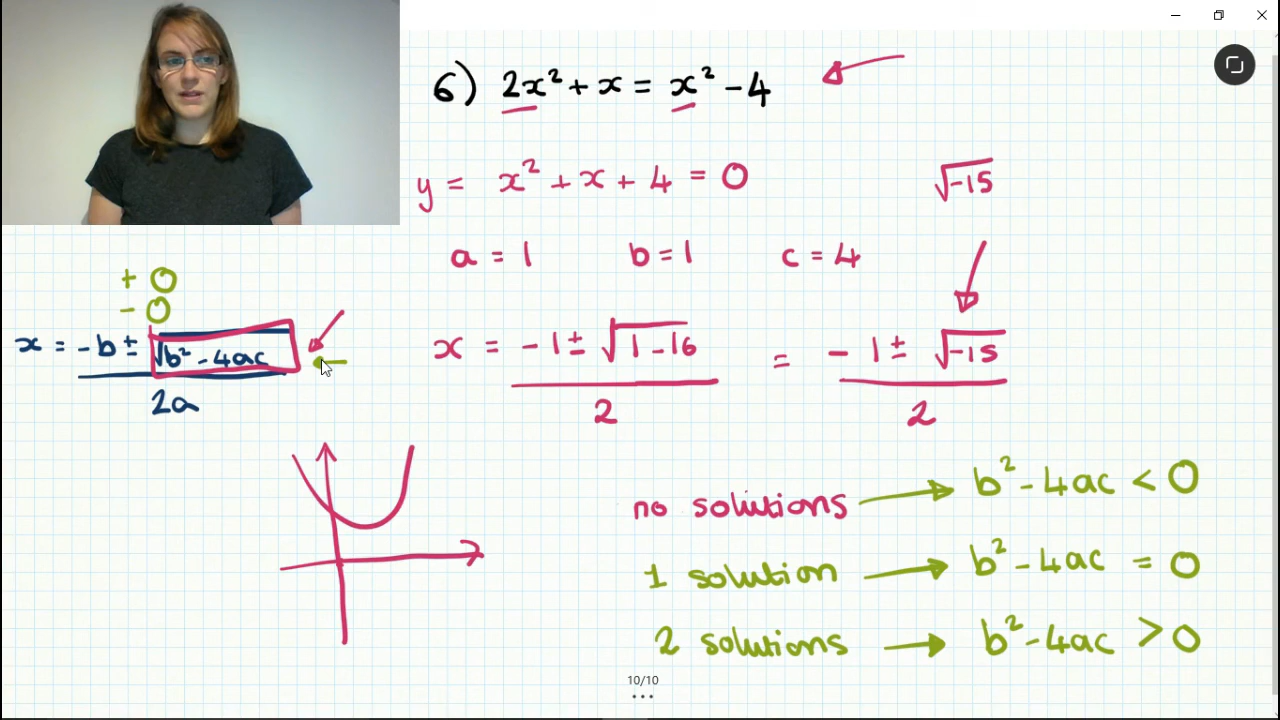 6) 2x² + x = x² - 4
y = x² + x + 4 = 0
√-15
a = 1 b = 1 c = 4
+ 0
- 0
x = -b ± √b² - 4ac
2a
x = -1 ± √1 - 16 = -1 ± √-15
2 2
no solutions → b² - 4ac < 0
1 solution → b² - 4ac = 0
2 solutions → b² - 4ac > 0
10/10